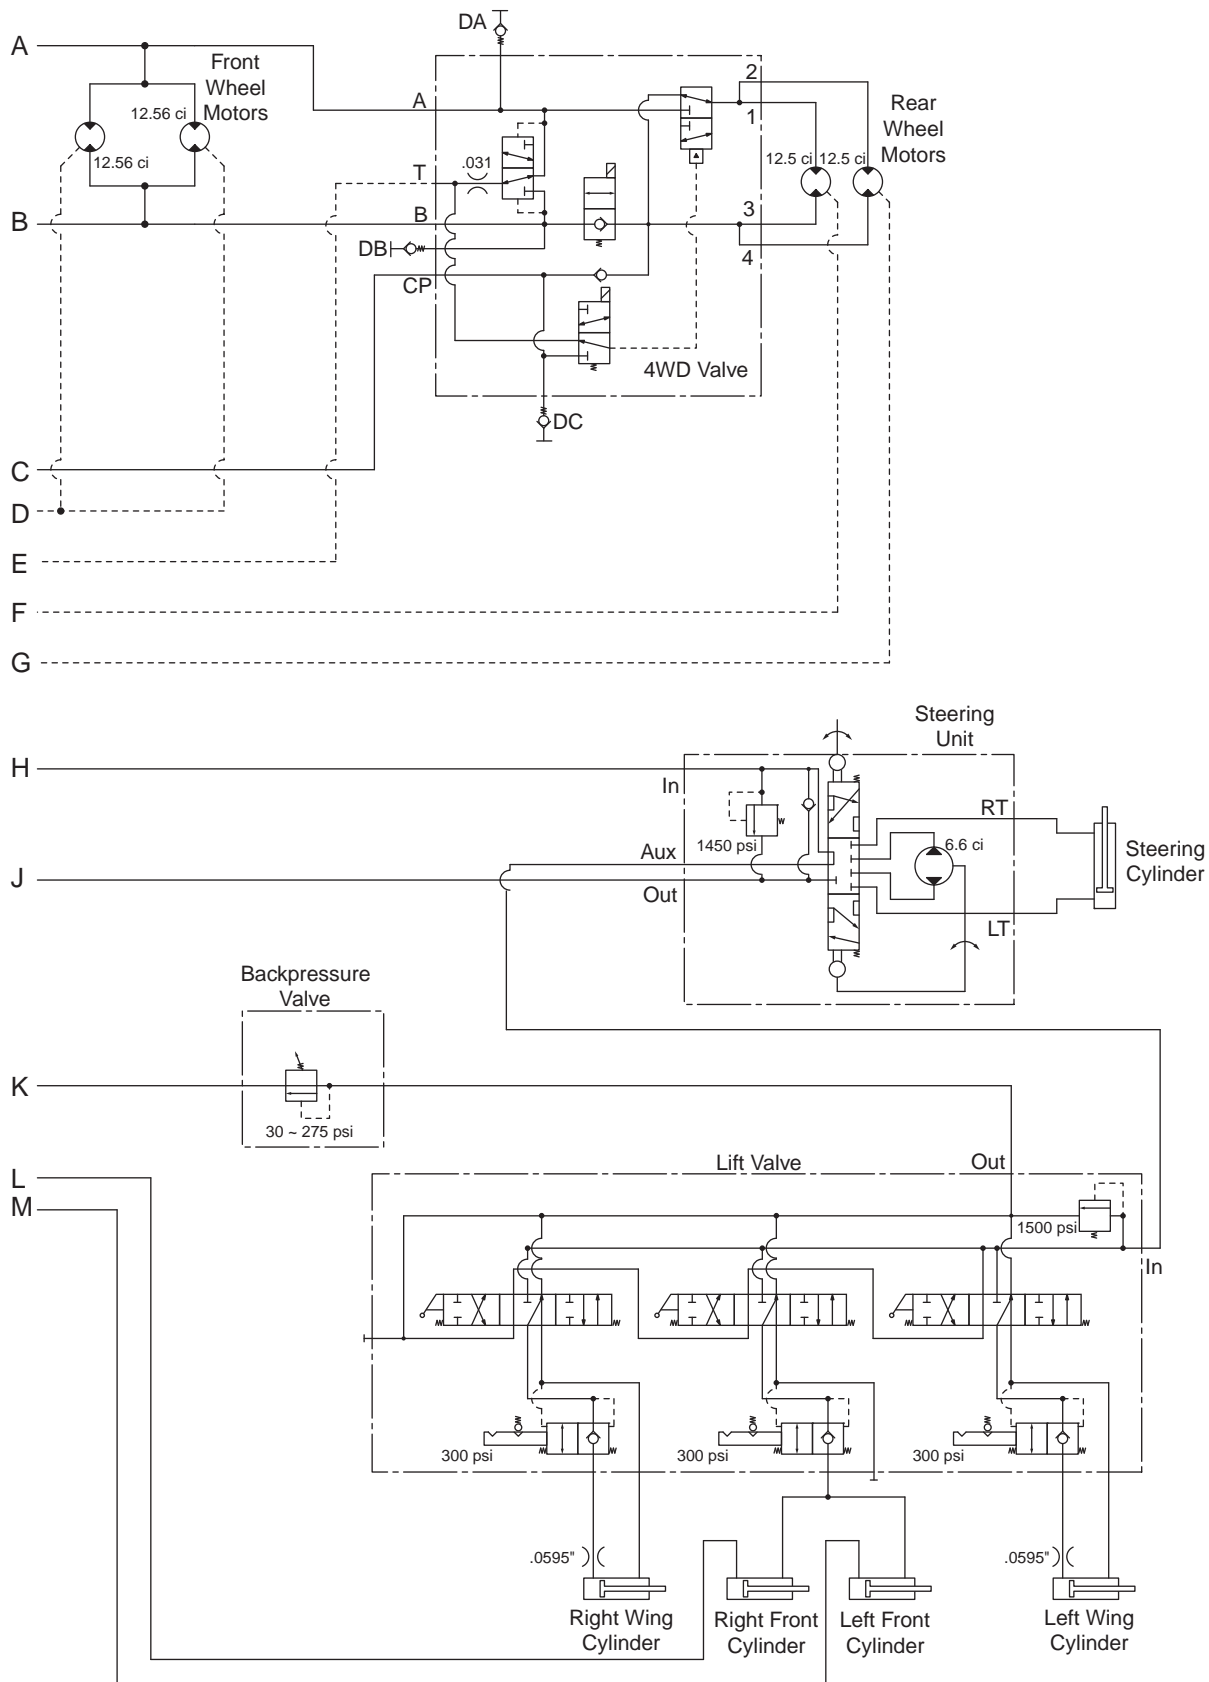 DA
A
Front
Wheel
Motors
12.56 ci
12.56 ci
A
2
1
Rear
Wheel
Motors
.031
T
12.5 ci
12.5 ci
B
B
3
DB
4
CP
4WD Valve
DC
C
D
E
F
G
Steering
Unit
H
In
RT
1450 psi
6.6 ci
Aux
Steering
Cylinder
J
Out
LT
Backpressure
Valve
K
30 ~ 275 psi
Lift Valve
Out
L
M
1500 psi
In
300 psi
300 psi
300 psi
.0595"
.0595"
Right Wing
Cylinder
Right Front
Cylinder
Left Front
Cylinder
Left Wing
Cylinder